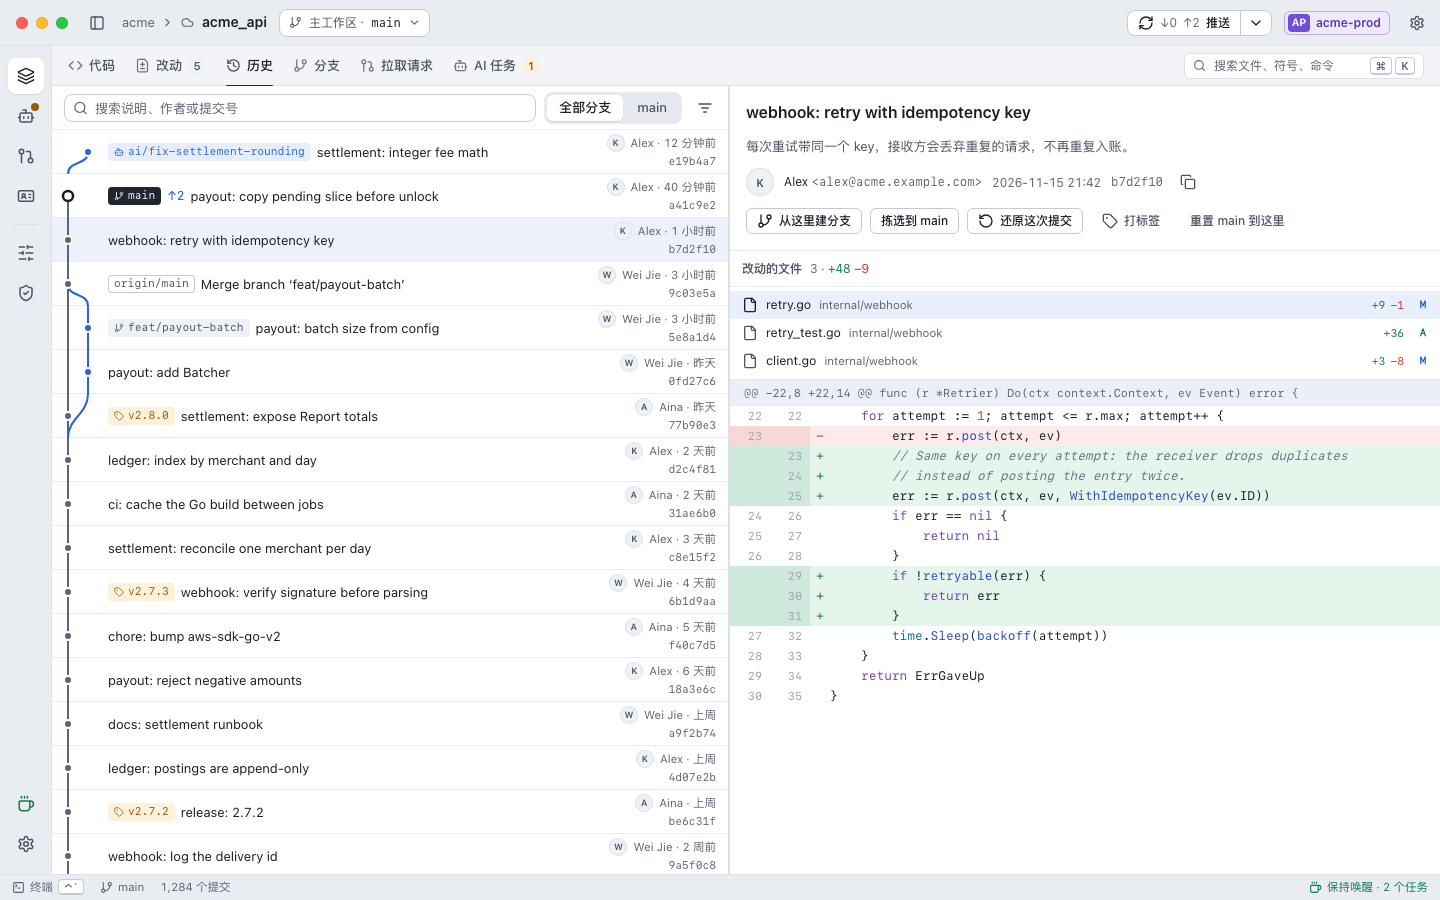 acme
acme_api
主工作区 · main
↓0 ↑2 推送
AP acme-prod
代码
改动 5
历史
分支
拉取请求
AI 任务 1
搜索文件、符号、命令 ⌘ K
搜索说明、作者或提交号
全部分支 main
ai/fix-settlement-rounding settlement: integer fee math
K Alex · 12 分钟前
e19b4a7
main ↑2 payout: copy pending slice before unlock
K Alex · 40 分钟前
a41c9e2
webhook: retry with idempotency key
K Alex · 1 小时前
b7d2f10
origin/main Merge branch ‘feat/payout-batch’
W Wei Jie · 3 小时前
9c03e5a
feat/payout-batch payout: batch size from config
W Wei Jie · 3 小时前
5e8a1d4
payout: add Batcher
W Wei Jie · 昨天
0fd27c6
v2.8.0 settlement: expose Report totals
A Aina · 昨天
77b90e3
ledger: index by merchant and day
K Alex · 2 天前
d2c4f81
ci: cache the Go build between jobs
A Aina · 2 天前
31ae6b0
settlement: reconcile one merchant per day
K Alex · 3 天前
c8e15f2
v2.7.3 webhook: verify signature before parsing
W Wei Jie · 4 天前
6b1d9aa
chore: bump aws-sdk-go-v2
A Aina · 5 天前
f40c7d5
payout: reject negative amounts
K Alex · 6 天前
18a3e6c
docs: settlement runbook
W Wei Jie · 上周
a9f2b74
ledger: postings are append-only
K Alex · 上周
4d07e2b
v2.7.2 release: 2.7.2
A Aina · 上周
be6c31f
webhook: log the delivery id
W Wei Jie · 2 周前
9a5f0c8
webhook: retry with idempotency key
每次重试带同一个 key，接收方会丢弃重复的请求，不再重复入账。
K Alex <alex@acme.example.com> 2026-11-15 21:42 b7d2f10
从这里建分支
拣选到 main
还原这次提交
打标签
重置 main 到这里
改动的文件 3 · +48 −9
retry.go internal/webhook +9 −1 M
retry_test.go internal/webhook +36 A
client.go internal/webhook +3 −8 M
@@ −22,8 +22,14 @@ func (r *Retrier) Do(ctx context.Context, ev Event) error {
22 22 for attempt := 1; attempt <= r.max; attempt++ {
23 − err := r.post(ctx, ev)
23 + // Same key on every attempt: the receiver drops duplicates
24 + // instead of posting the entry twice.
25 + err := r.post(ctx, ev, WithIdempotencyKey(ev.ID))
24 26 if err == nil {
25 27 return nil
26 28 }
29 + if !retryable(err) {
30 + return err
31 + }
27 32 time.Sleep(backoff(attempt))
28 33 }
29 34 return ErrGaveUp
30 35 }
终端 ⌃`
main
1,284 个提交
保持唤醒 · 2 个任务